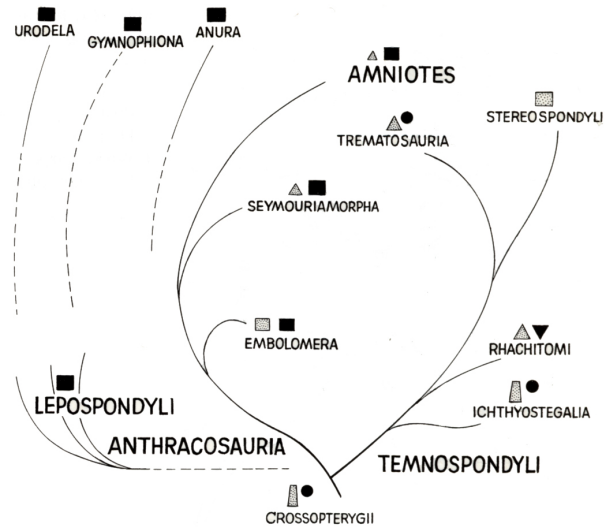 URODELA
GYMNOPHIONA
ANURA
AMNIOTES
STEREOSPONDYLI
TREMATOSAURIA
SEYMOURIAMORPHA
EMBOLOMERA
RHACHITOMI
LEPOSPONDYLI
ICHTHYOSTEGALIA
ANTHRACOSAURIA
TEMNOSPONDYLI
CROSSOPTERYGII